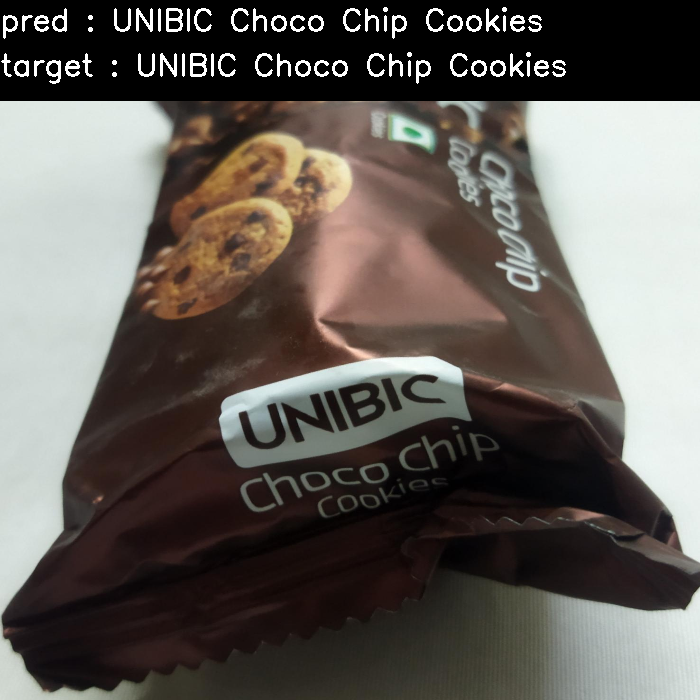 pred : UNIBIC Choco Chip Cookies
target : UNIBIC Choco Chip Cookies
Choco Chip
Cookies
UNIBIC
Choco Chip
Cookies